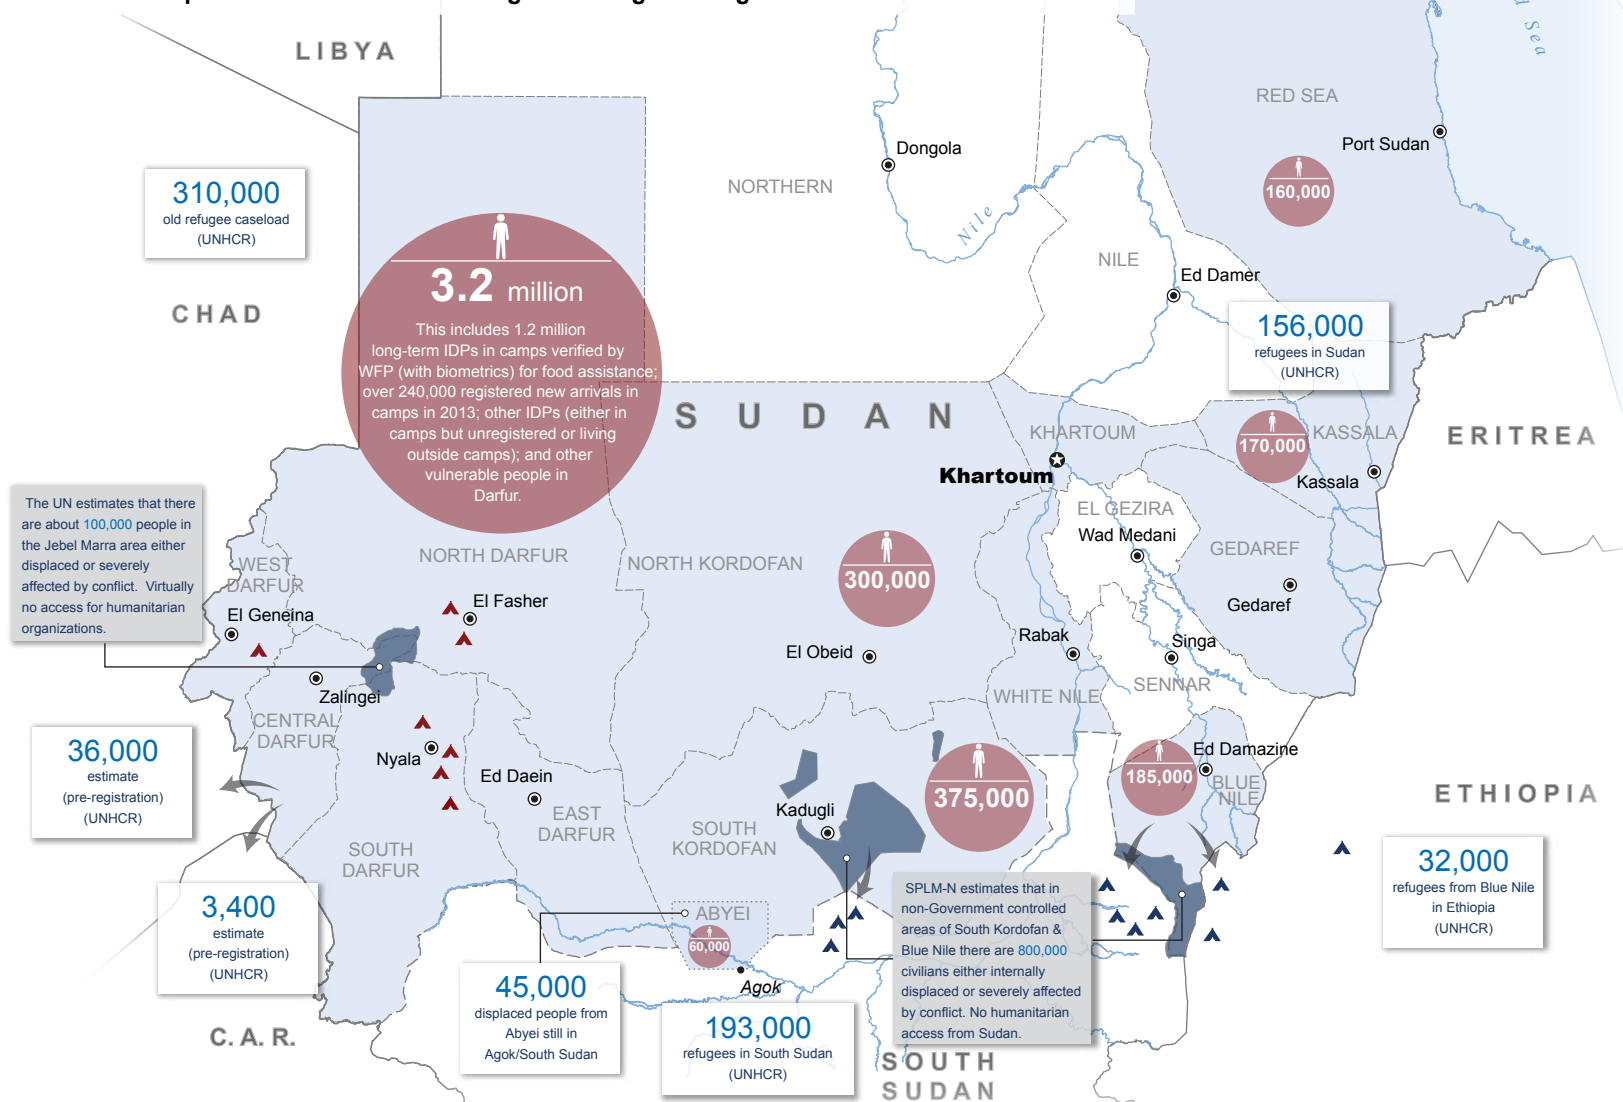 LIBYA
RED SEA
Port Sudan
Dongola
NORTHERN
310,000
old refugee caseload
(UNHCR)
160,000
Nile
NILE
Ed Damer
3.2 million
This includes 1.2 million
long-term IDPs in camps verified by
WFP (with biometrics) for food assistance;
over 240,000 registered new arrivals in
camps in 2013; other IDPs (either in
camps but unregistered or living
outside camps); and other
vulnerable people in
Darfur.
CHAD
156,000
refugees in Sudan
(UNHCR)
SUDAN
KHARTOUM
Khartoum
170,000
KASSALA
Kassala
ERITREA
The UN estimates that there
are about 100,000 people in
the Jebel Marra area either
displaced or severely
affected by conflict. Virtually
no access for humanitarian
organizations.
EL GEZIRA
Wad Medani
GEDAREF
Gedaref
WEST
DARFUR
NORTH DARFUR
NORTH KORDOFAN
300,000
El Geneina
El Fasher
El Obeid
Rabak
Singa
SENNAR
WHITE NILE
Zalingei
CENTRAL
DARFUR
36,000
estimate
(pre-registration)
(UNHCR)
Nyala
Ed Daein
EAST
DARFUR
SOUTH
DARFUR
Kadugli
SOUTH
KORDOFAN
375,000
185,000
Ed Damazine
BLUE
NILE
ETHIOPIA
32,000
refugees from Blue Nile
in Ethiopia
(UNHCR)
3,400
estimate
(pre-registration)
(UNHCR)
SPLM-N estimates that in
non-Government controlled
areas of South Kordofan &
Blue Nile there are 800,000
civilians either internally
displaced or severely affected
by conflict. No humanitarian
access from Sudan.
ABYEI
60,000
Agok
45,000
displaced people from
Abyei still in
Agok/South Sudan
193,000
refugees in South Sudan
(UNHCR)
C. A. R.
SOUTH
SUDAN
Sea